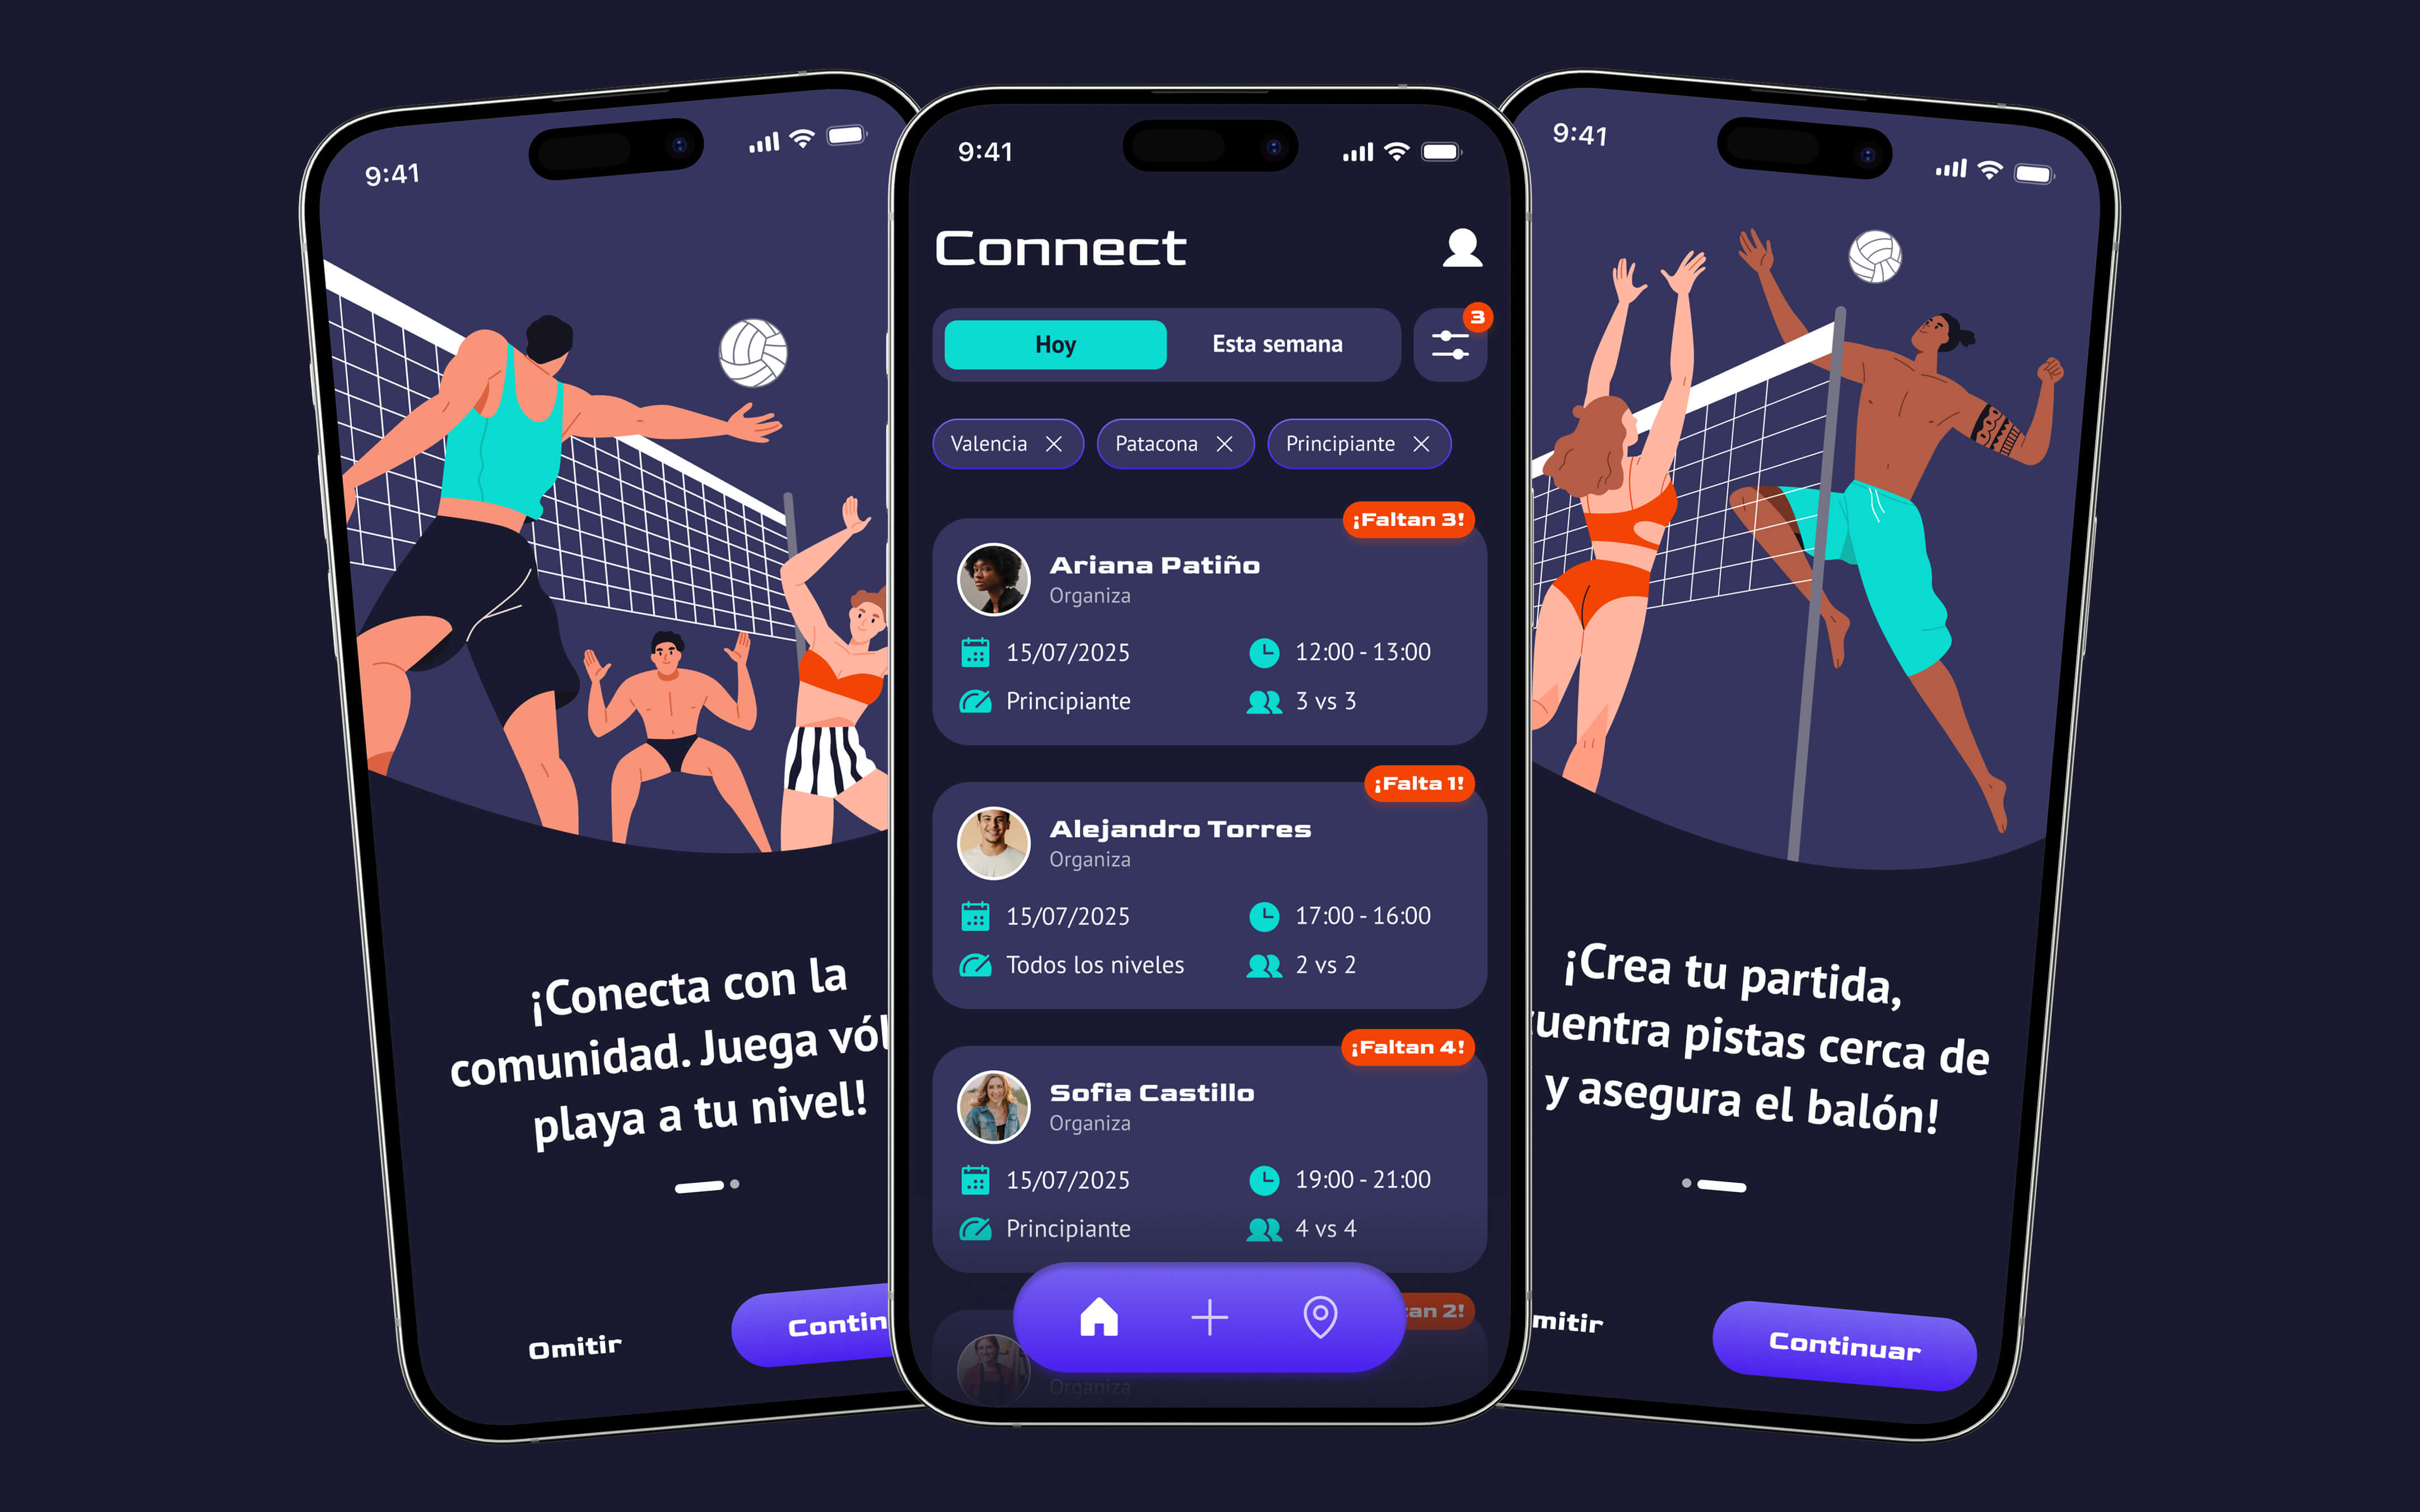 9:41
¡Conecta con la
comunidad. Juega vól
playa a tu nivel!
Omitir
Contin
9:41
Connect
Hoy
Esta semana
3
Valencia
Patacona
Principiante
¡Faltan 3!
Ariana Patiño
Organiza
15/07/2025
12:00 - 13:00
Principiante
3 vs 3
¡Falta 1!
Alejandro Torres
Organiza
15/07/2025
17:00 - 16:00
Todos los niveles
2 vs 2
¡Faltan 4!
Sofia Castillo
Organiza
15/07/2025
19:00 - 21:00
Principiante
4 vs 4
tan 2!
Organiza
9:41
¡Crea tu partida,
uentra pistas cerca de
y asegura el balón!
mitir
Continuar